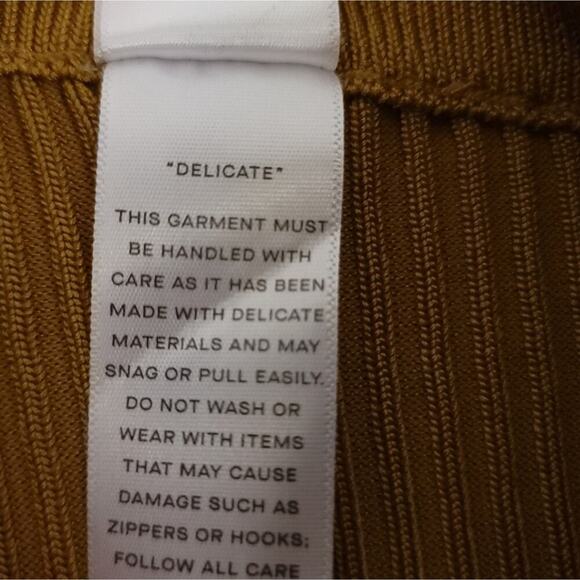 "DELICATE"
THIS GARMENT MUST
BE HANDLED WITH
CARE AS IT HAS BEEN
MADE WITH DELICATE
MATERIALS AND MAY
SNAG OR PULL EASILY.
DO NOT WASH OR
WEAR WITH ITEMS
THAT MAY CAUSE
DAMAGE SUCH AS
ZIPPERS OR HOOKS;
FOLLOW ALL CARE